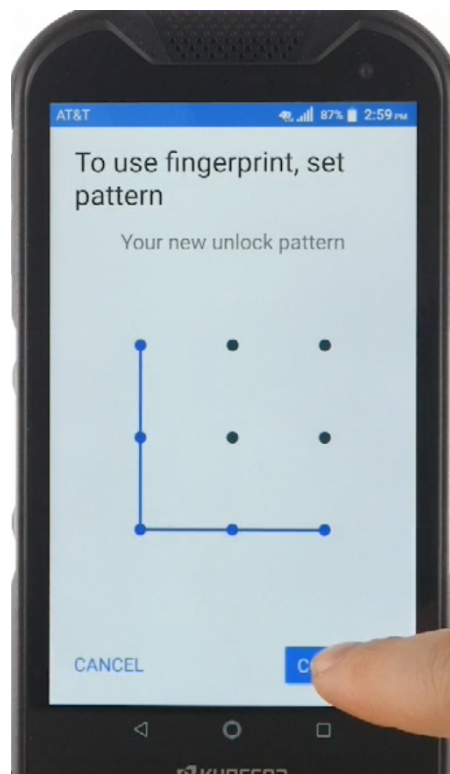 AT&T 87% 2:59 PM
To use fingerprint, set
pattern
Your new unlock pattern
CANCEL